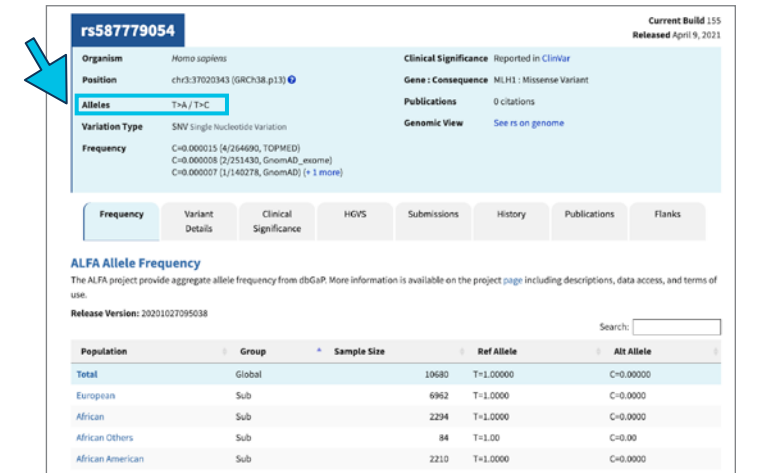 rs587779054
Current Build 155
Released April 9, 2021
Organism Homo sapiens
Position chr3:37020343 (GRCh38.p13) ?
Alleles T>A / T>C
Variation Type SNV Single Nucleotide Variation
Frequency C=0.000015 (4/264690, TOPMED)
C=0.000008 (2/251430, GnomAD_exome)
C=0.000007 (1/140278, GnomAD) (+ 1 more)
Clinical Significance Reported in ClinVar
Gene : Consequence MLH1 : Missense Variant
Publications 0 citations
Genomic View See rs on genome
Frequency Variant Details Clinical Significance HGVS Submissions History Publications Flanks
ALFA Allele Frequency
The ALFA project provide aggregate allele frequency from dbGaP. More information is available on the project page including descriptions, data access, and terms of
use.
Release Version: 20201027095038
Search:
Population Group Sample Size Ref Allele Alt Allele
Total Global 10680 T=1.00000 C=0.00000
European Sub 6962 T=1.0000 C=0.0000
African Sub 2294 T=1.0000 C=0.0000
African Others Sub 84 T=1.00 C=0.00
African American Sub 2210 T=1.0000 C=0.0000